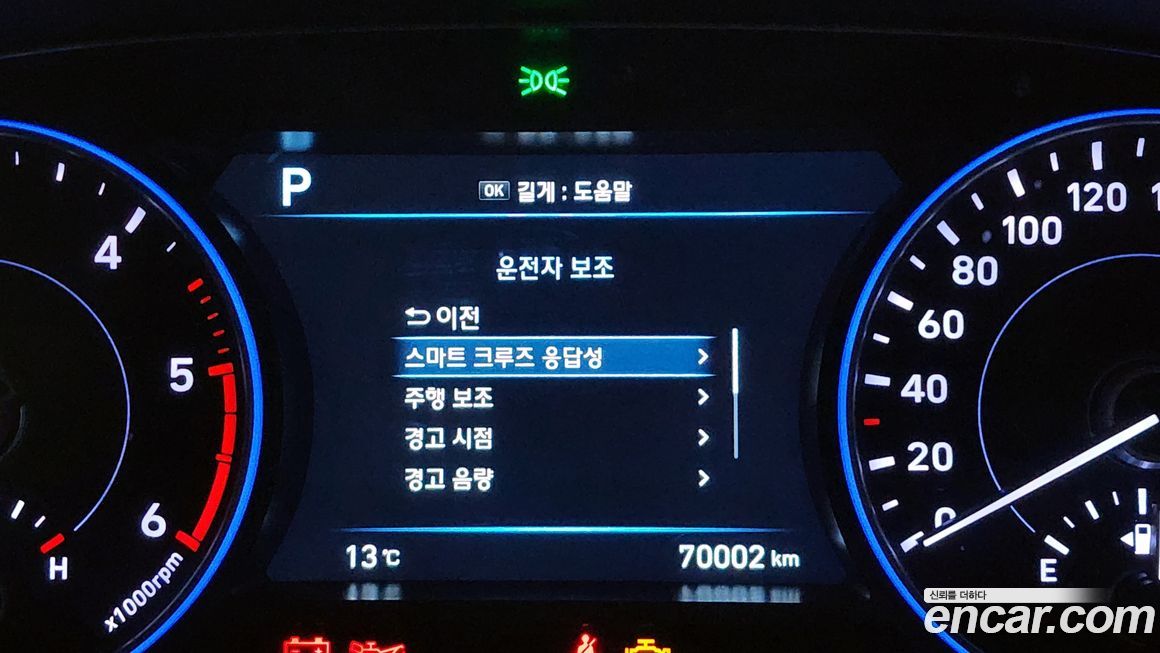 P
OK 길게 : 도움말
운전자 보조
이전
스마트 크루즈 응답성
주행 보조
경고 시점
경고 음량
13℃
70002 km
4
5
6
x1000rpm
H
0
20
40
60
80
100
120
E
신뢰를 더하다
encar.com